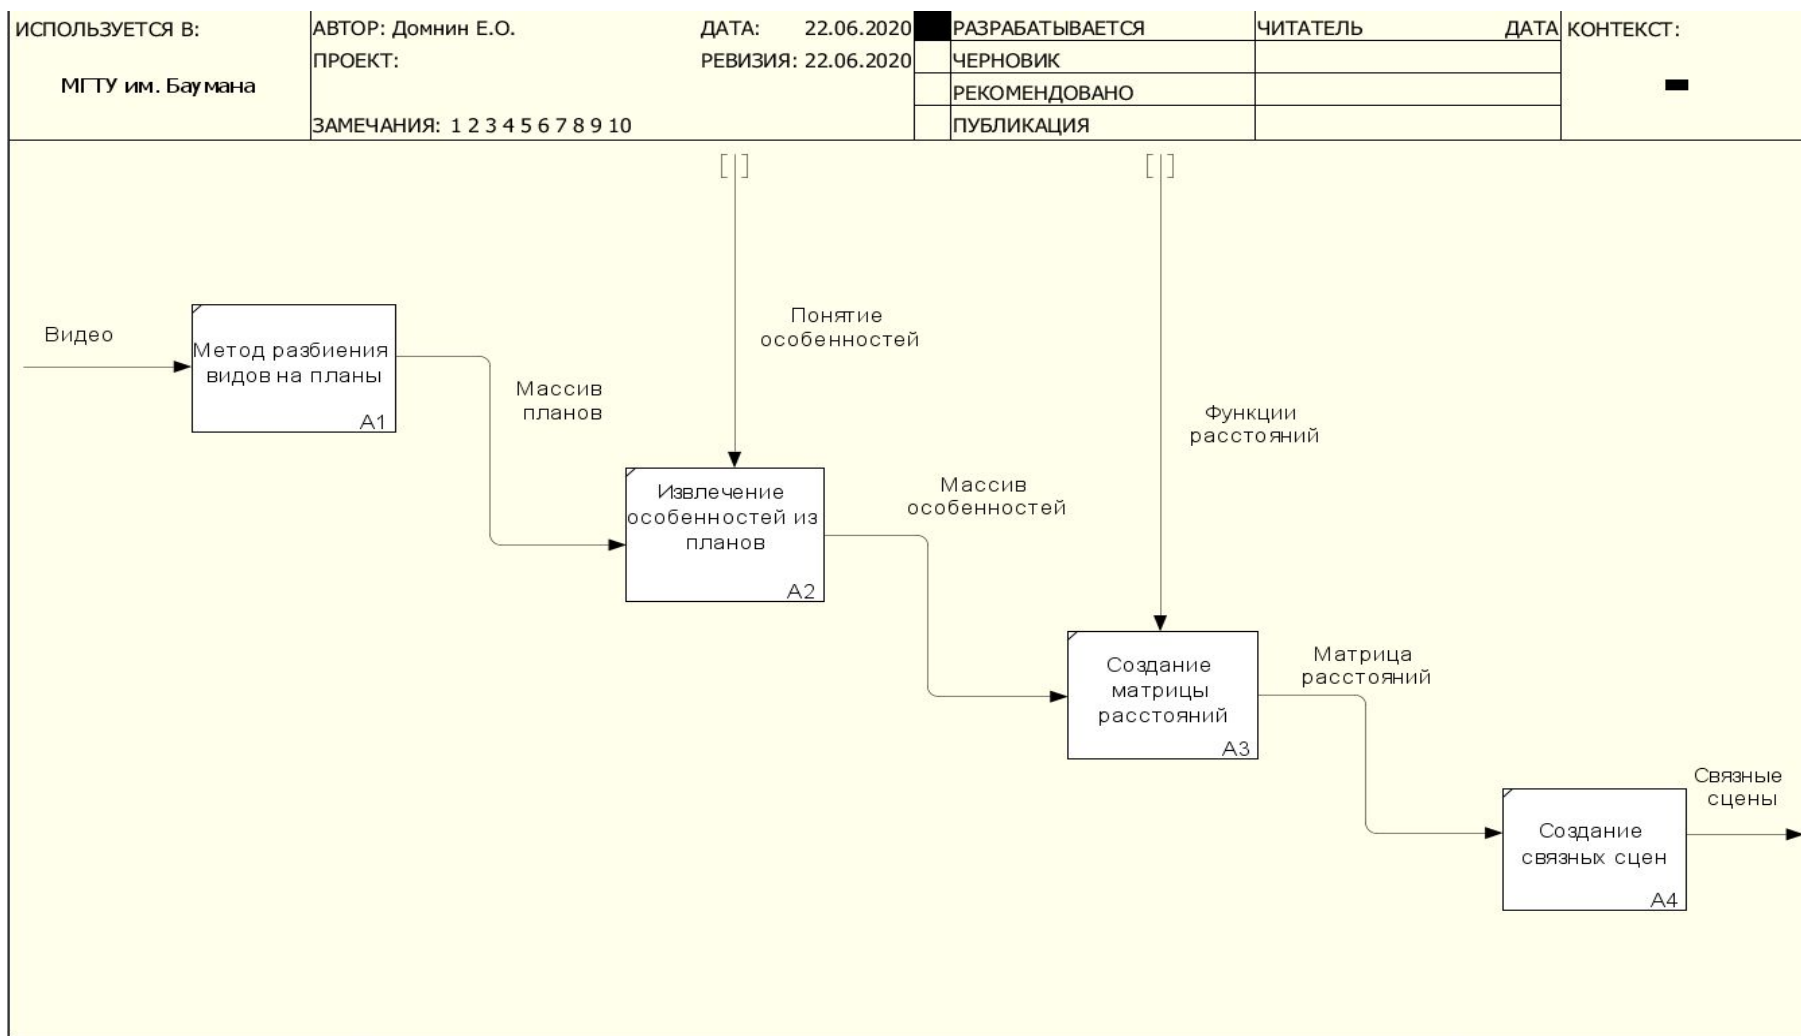 ИСПОЛЬЗУЕТСЯ В:
МГТУ им. Баумана
АВТОР: Домнин Е.О.
ДАТА: 22.06.2020
ПРОЕКТ:
РЕВИЗИЯ: 22.06.2020
ЗАМЕЧАНИЯ: 1 2 3 4 5 6 7 8 9 10
РАЗРАБАТЫВАЕТСЯ
ЧЕРНОВИК
РЕКОМЕНДОВАНО
ПУБЛИКАЦИЯ
ЧИТАТЕЛЬ
ДАТА
КОНТЕКСТ:
[ ]
[ ]
Видео
Метод разбиения
видов на планы
A1
Массив
планов
Понятие
особенностей
Извлечение
особенностей из
планов
A2
Массив
особенностей
Функции
расстояний
Создание
матрицы
расстояний
A3
Матрица
расстояний
Создание
связных сцен
A4
Связные
сцены